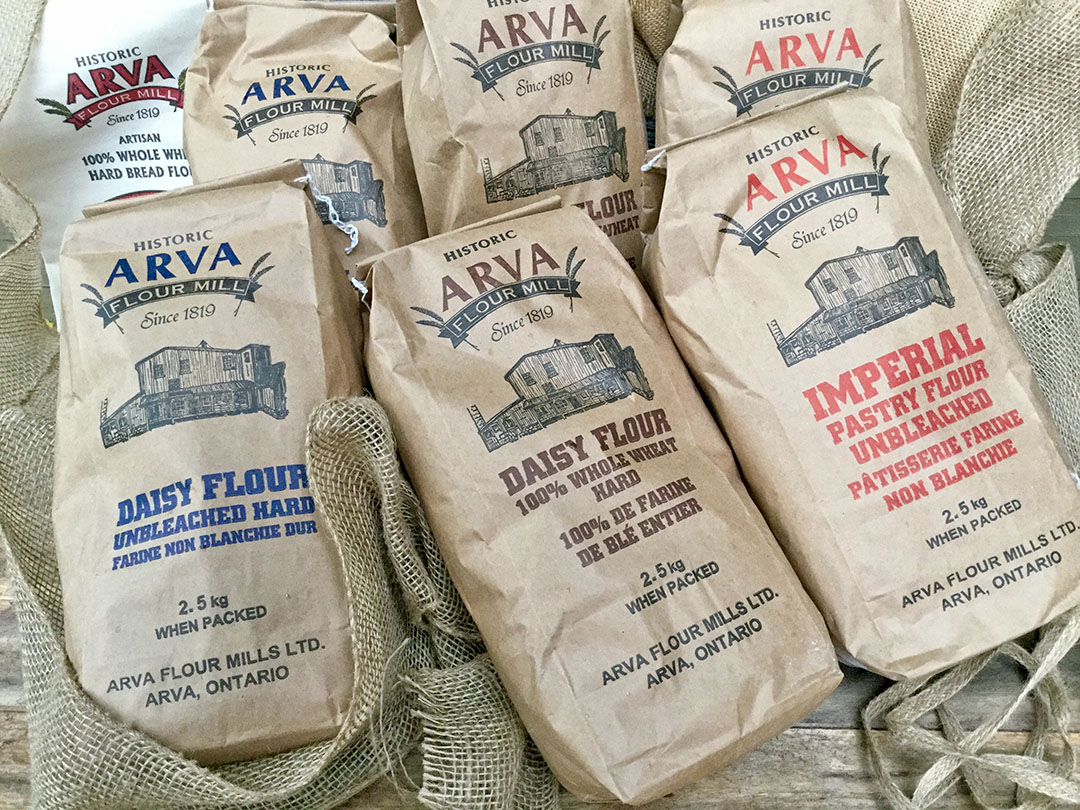 HISTORIC
ARVA
FLOUR MILL
Since 1819
ARTISAN
100% WHOLE
HARD BREAD
HISTORIC
ARVA
FLOUR MILL
Since 1819
HISTORIC
ARVA
FLOUR MILL
Since 1819
FLOUR
WHEAT
HISTORIC
ARVA
FLOUR MILL
Since 1819
HISTORIC
ARVA
FLOUR MILL
Since 1819
DAISY FLOUR
UNBLEACHED HARD
FARINE NON BLANCHIE DUR
2.5 kg
WHEN PACKED
ARVA FLOUR MILLS LTD.
ARVA, ONTARIO
HISTORIC
ARVA
FLOUR MILL
Since 1819
DAISY FLOUR
100% WHOLE WHEAT
HARD
100% DE FARINE
DE BLÉ ENTIER
2.5 kg
WHEN PACKED
ARVA FLOUR MILLS LTD.
ARVA, ONTARIO
HISTORIC
ARVA
FLOUR MILL
Since 1819
IMPERIAL
PASTRY FLOUR
UNBLEACHED
PÂTISSERIE FARINE
NON BLANCHIE
2.5 kg
WHEN PACKED
ARVA FLOUR MILLS LTD.
ARVA, ONTARIO